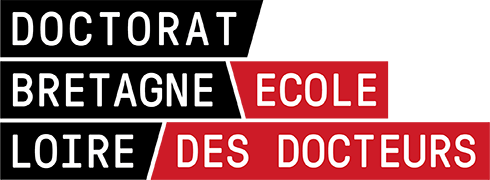 DOCTORAT
BRETAGNE ECOLE
LOIRE DES DOCTEURS